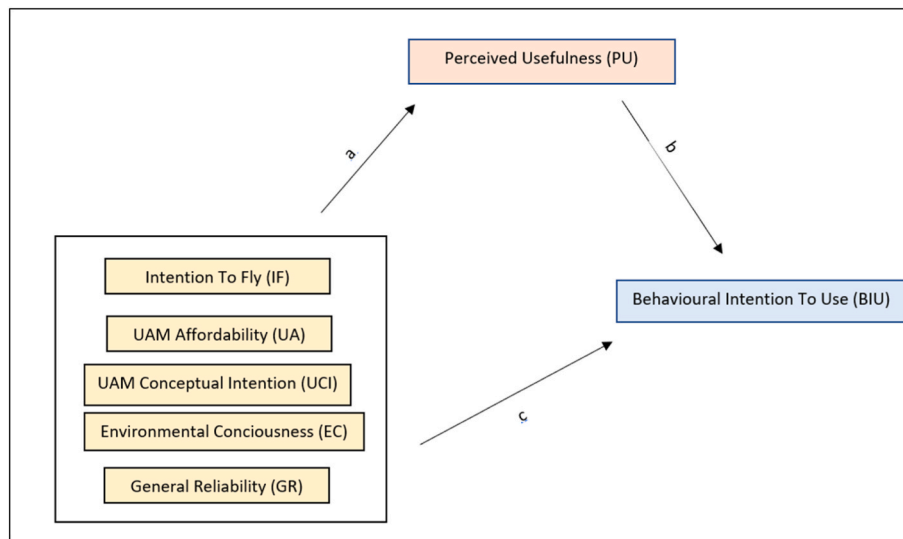 Perceived Usefulness (PU)
a
b
Intention To Fly (IF)
UAM Affordability (UA)
UAM Conceptual Intention (UCI)
Environmental Conciousness (EC)
General Reliability (GR)
Behavioural Intention To Use (BIU)
c